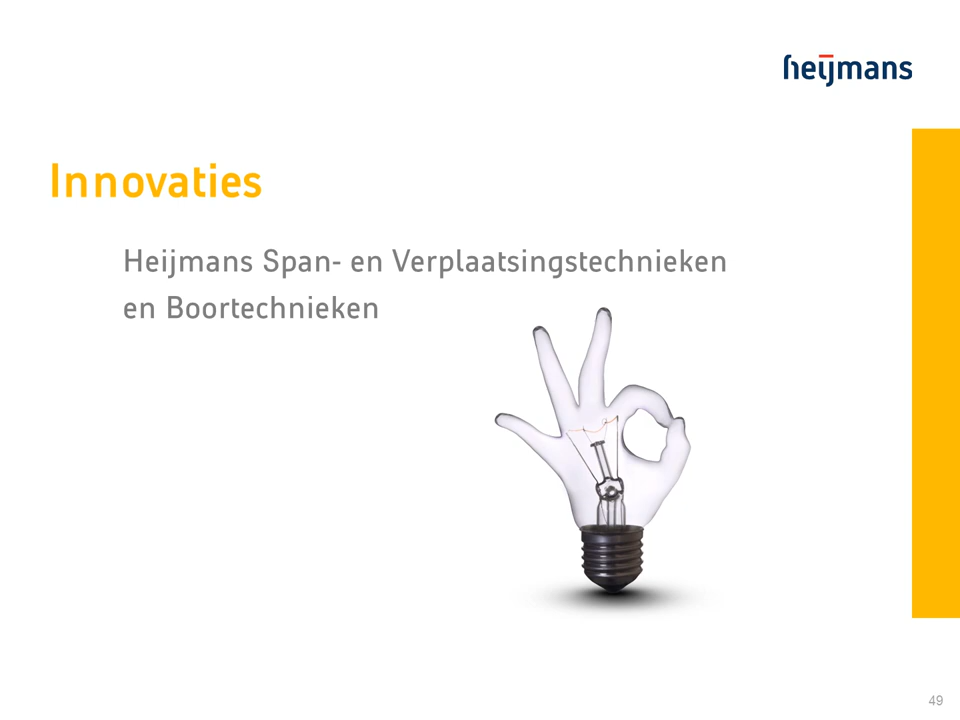 heijmans
Innovaties
Heijmans Span- en Verplaatsingstechnieken
en Boortechnieken
49